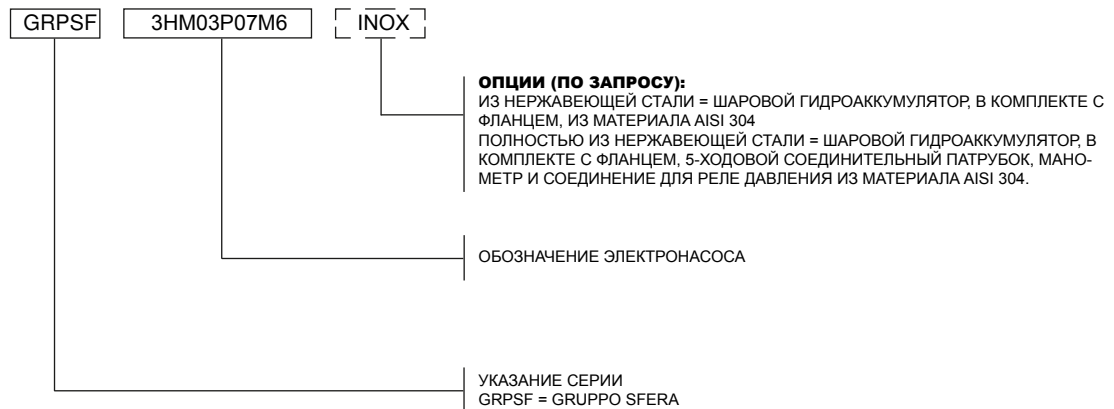 GRPSF 3HM03P07M6 INOX
ОПЦИИ (ПО ЗАПРОСУ):
ИЗ НЕРЖАВЕЮЩЕЙ СТАЛИ = ШАРОВОЙ ГИДРОАККУМУЛЯТОР, В КОМПЛЕКТЕ С
ФЛАНЦЕМ, ИЗ МАТЕРИАЛА AISI 304
ПОЛНОСТЬЮ ИЗ НЕРЖАВЕЮЩЕЙ СТАЛИ = ШАРОВОЙ ГИДРОАККУМУЛЯТОР, В
КОМПЛЕКТЕ С ФЛАНЦЕМ, 5-ХОДОВОЙ СОЕДИНИТЕЛЬНЫЙ ПАТРУБОК, МАНО-
МЕТР И СОЕДИНЕНИЕ ДЛЯ РЕЛЕ ДАВЛЕНИЯ ИЗ МАТЕРИАЛА AISI 304.
ОБОЗНАЧЕНИЕ ЭЛЕКТРОНАСОСА
УКАЗАНИЕ СЕРИИ
GRPSF = GRUPPO SFERA